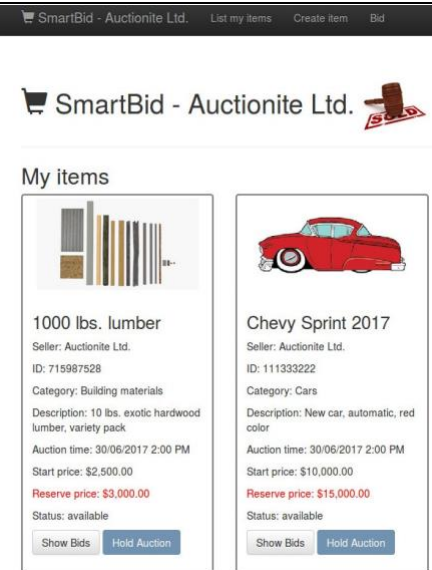 SmartBid - Auctionite Ltd. List my items Create item Bid
SmartBid - Auctionite Ltd.
SOLD
My items
1000 lbs. lumber
Seller: Auctionite Ltd.
ID: 715987528
Category: Building materials
Description: 10 lbs. exotic hardwood
lumber, variety pack
Auction time: 30/06/2017 2:00 PM
Start price: $2,500.00
Reserve price: $3,000.00
Status: available
Show Bids Hold Auction
Chevy Sprint 2017
Seller: Auctionite Ltd.
ID: 111333222
Category: Cars
Description: New car, automatic, red
color
Auction time: 30/06/2017 2:00 PM
Start price: $10,000.00
Reserve price: $15,000.00
Status: available
Show Bids Hold Auction